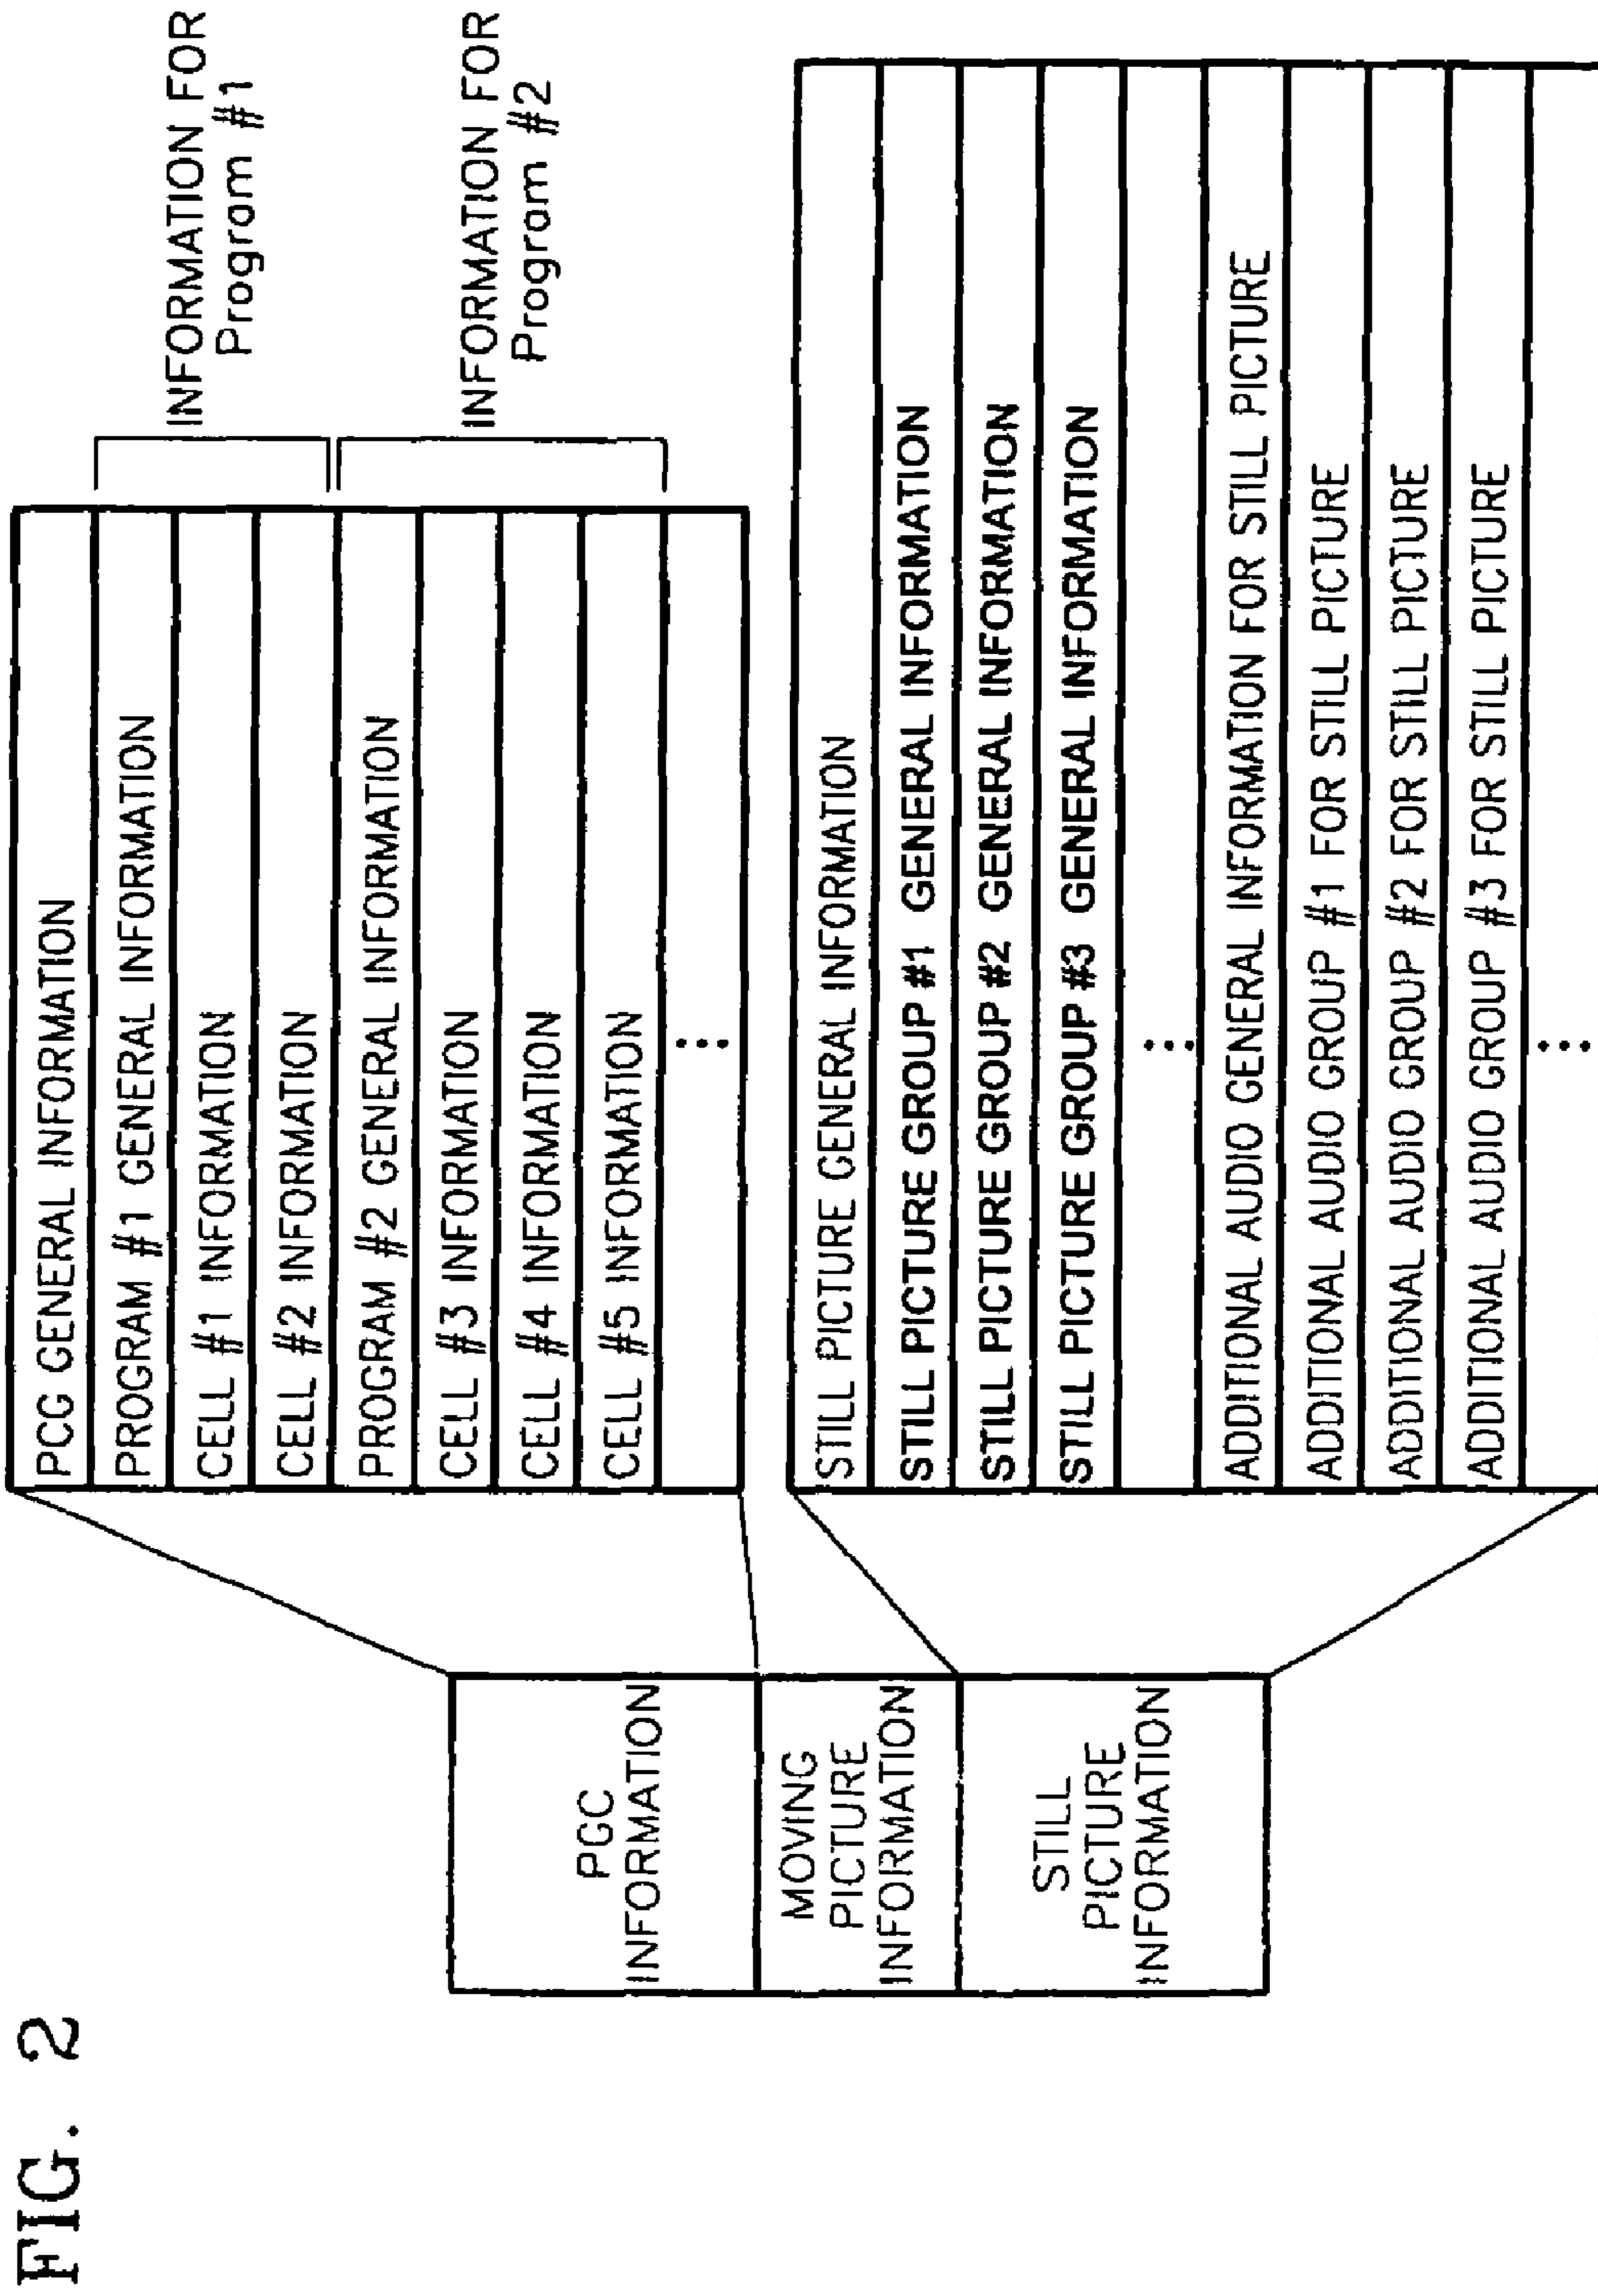 FIG. 2
PGC
INFORMATION
MOVING
PICTURE
INFORMATION
STILL
PICTURE
INFORMATION
PCG GENERAL INFORMATION
PROGRAM #1 GENERAL INFORMATION
CELL #1 INFORMATION
CELL #2 INFORMATION
PROGRAM #2 GENERAL INFORMATION
CELL #3 INFORMATION
CELL #4 INFORMATION
CELL #5 INFORMATION
...
INFORMATION FOR
Program #1
INFORMATION FOR
Program #2
STILL PICTURE GENERAL INFORMATION
STILL PICTURE GROUP #1 GENERAL INFORMATION
STILL PICTURE GROUP #2 GENERAL INFORMATION
STILL PICTURE GROUP #3 GENERAL INFORMATION
...
ADDITIONAL AUDIO GENERAL INFORMATION FOR STILL PICTURE
ADDITIONAL AUDIO GROUP #1 FOR STILL PICTURE
ADDITIONAL AUDIO GROUP #2 FOR STILL PICTURE
ADDITIONAL AUDIO GROUP #3 FOR STILL PICTURE
...